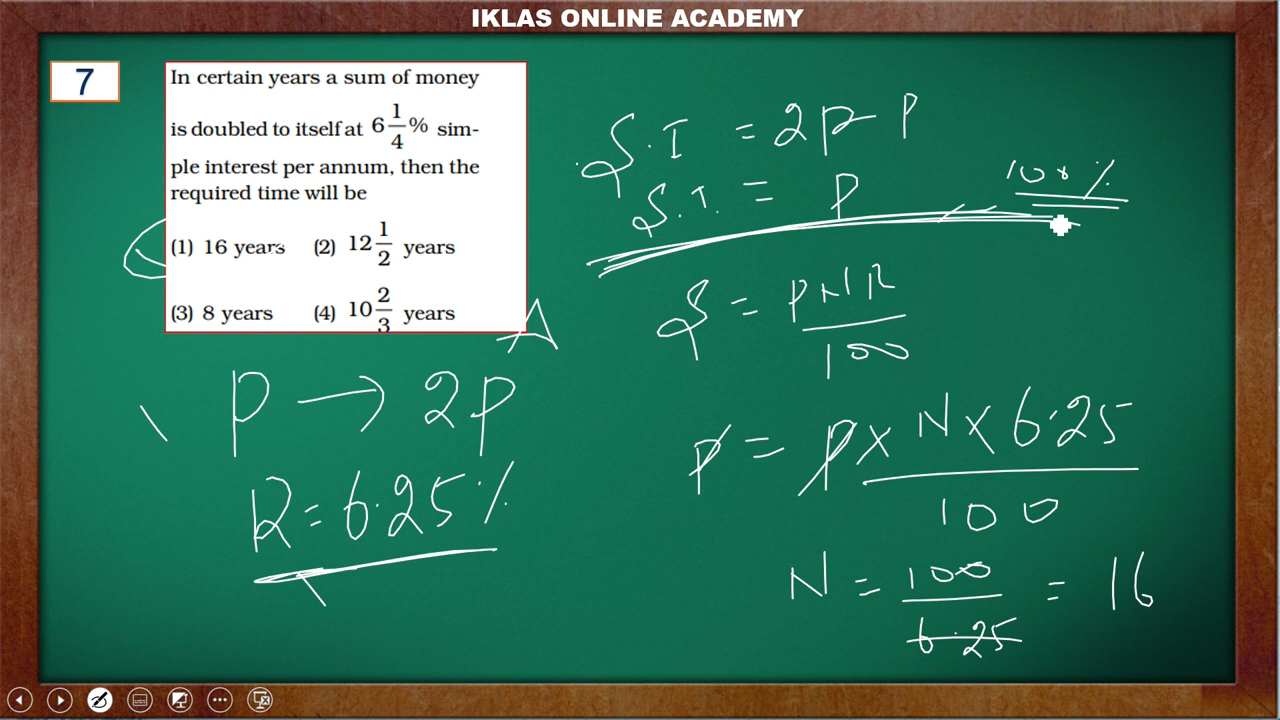 IKLAS ONLINE ACADEMY
7
In certain years a sum of money
is doubled to itself at 6 1/4 % sim-
ple interest per annum, then the
required time will be
(1) 16 years (2) 12 1/2 years
(3) 8 years (4) 10 2/3 years
A
P → 2P
R = 6.25%
S.I = 2P - P
S.I. = P
100%
S = P N R / 100
P = P x N x 6.25 / 100
N = 100 / 6.25 = 16